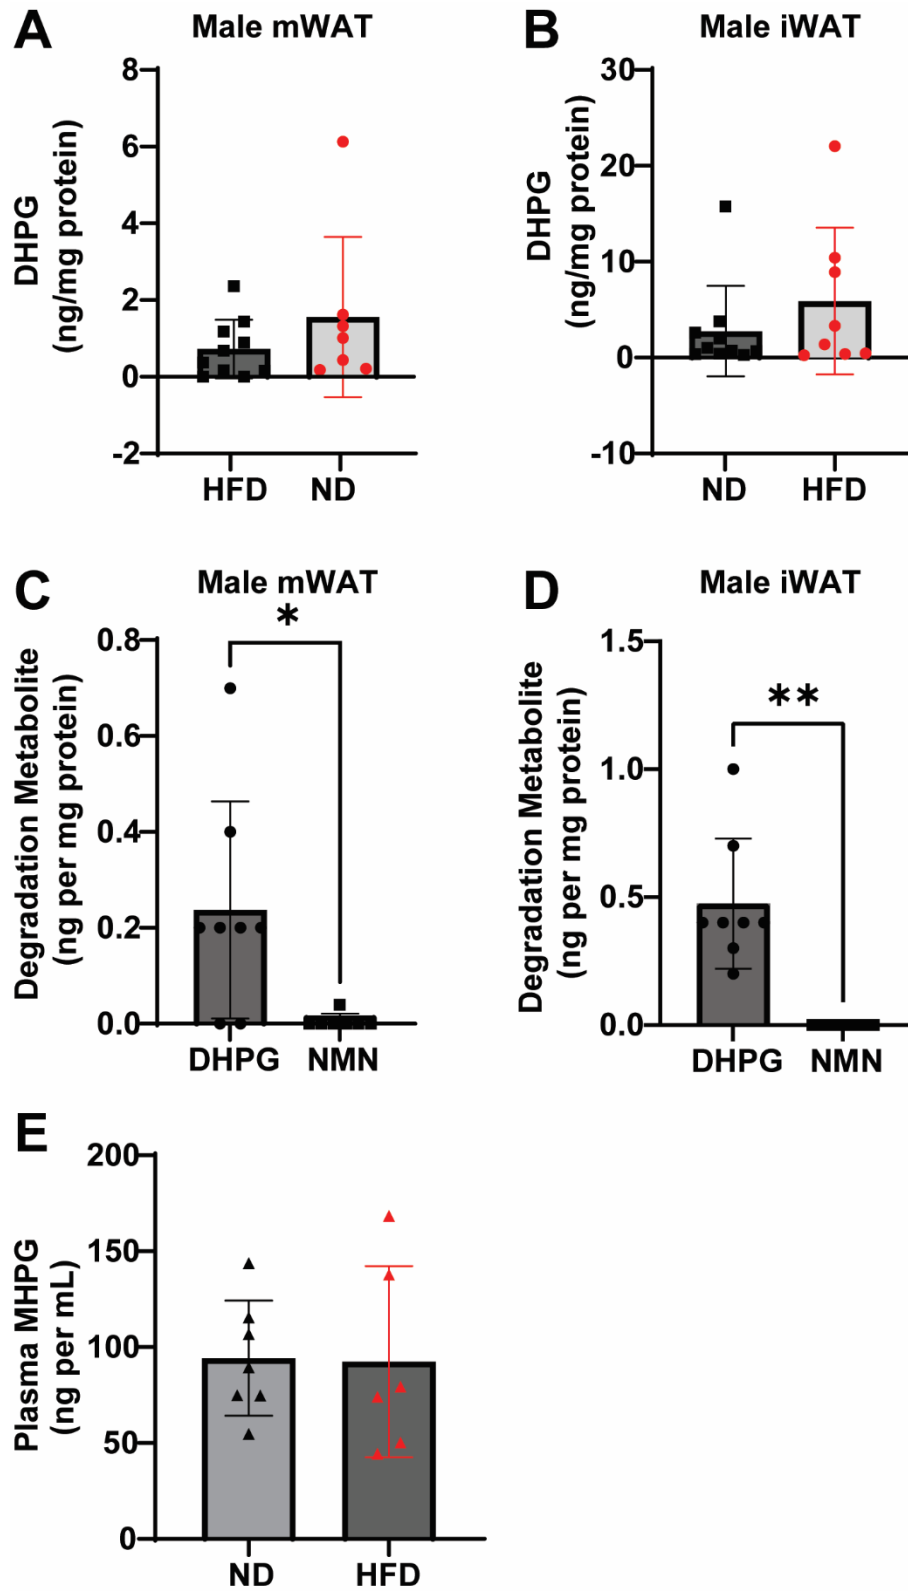 A
Male mWAT
DHPG
(ng/mg protein)
8
6
4
2
0
-2
HFD
ND
B
Male iWAT
DHPG
(ng/mg protein)
30
20
10
0
-10
ND
HFD
C
Male mWAT
*
Degradation Metabolite
(ng per mg protein)
0.8
0.6
0.4
0.2
0.0
DHPG
NMN
D
Male iWAT
**
Degradation Metabolite
(ng per mg protein)
1.5
1.0
0.5
0.0
DHPG
NMN
E
Plasma MHPG
(ng per mL)
200
150
100
50
0
ND
HFD